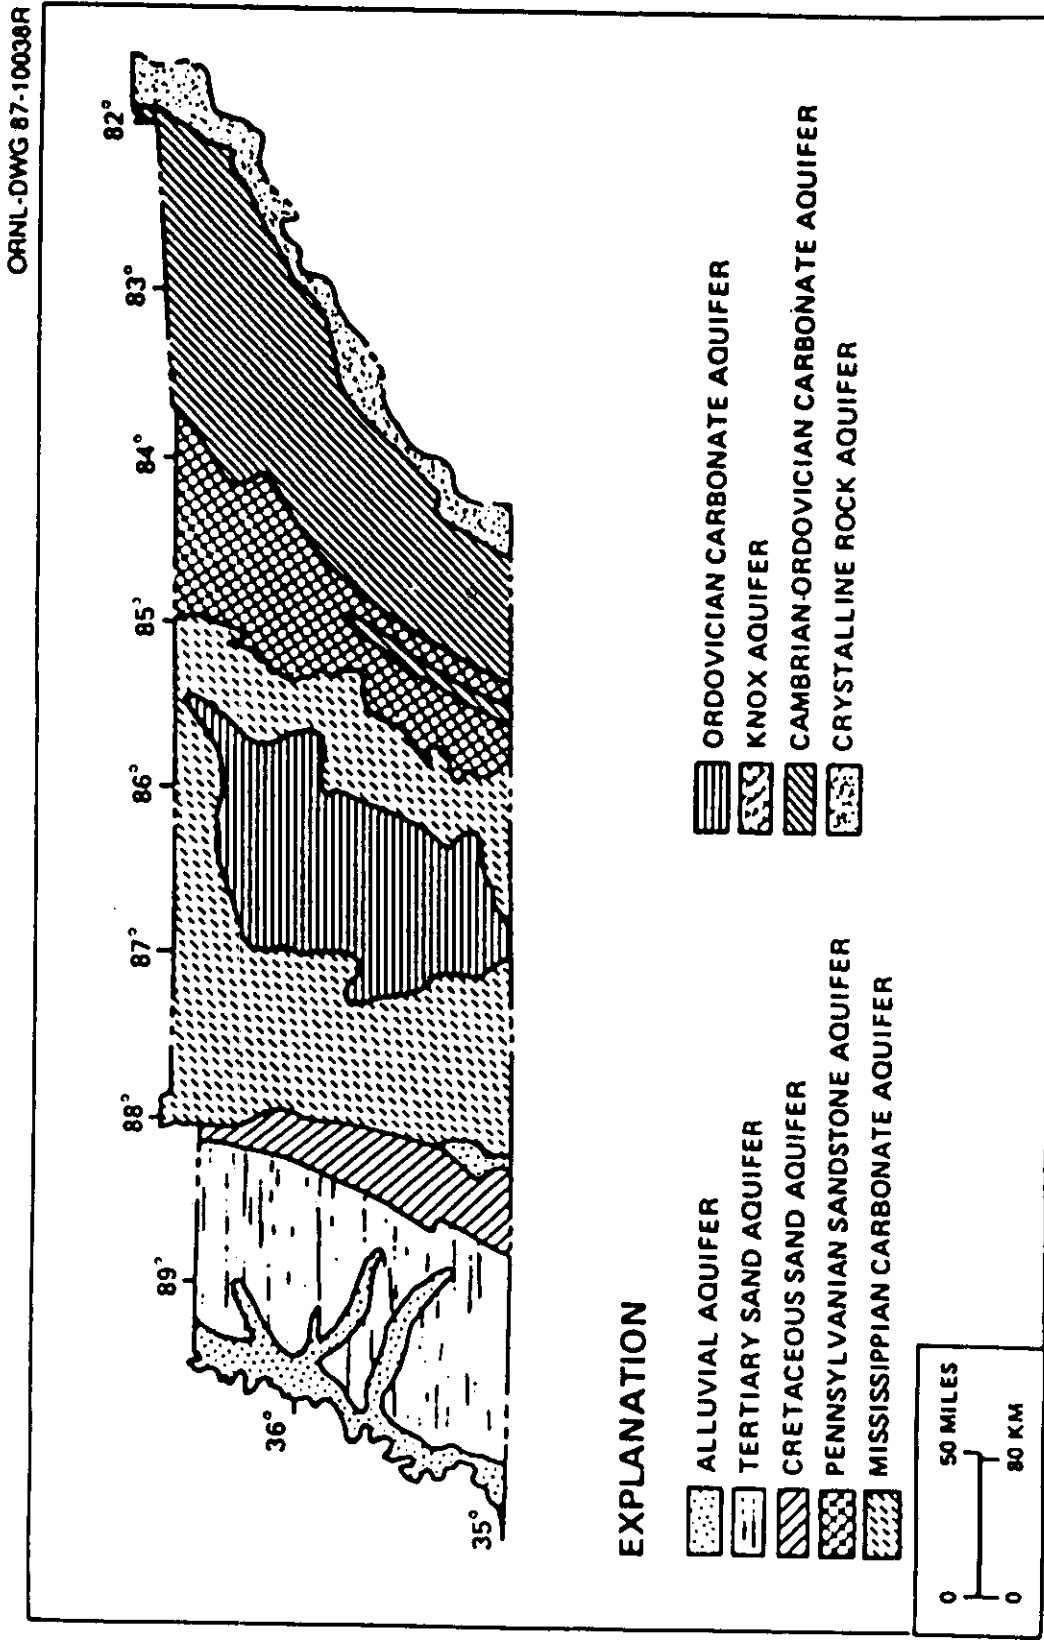 ORNL-DWG 87-10038R
82°
83°
84°
85°
86°
87°
88°
89°
36°
35°
EXPLANATION
ALLUVIAL AQUIFER
TERTIARY SAND AQUIFER
CRETACEOUS SAND AQUIFER
PENNSYLVANIAN SANDSTONE AQUIFER
MISSISSIPPIAN CARBONATE AQUIFER
ORDOVICIAN CARBONATE AQUIFER
KNOX AQUIFER
CAMBRIAN-ORDOVICIAN CARBONATE AQUIFER
CRYSTALLINE ROCK AQUIFER
0 50 MILES
0 80 KM